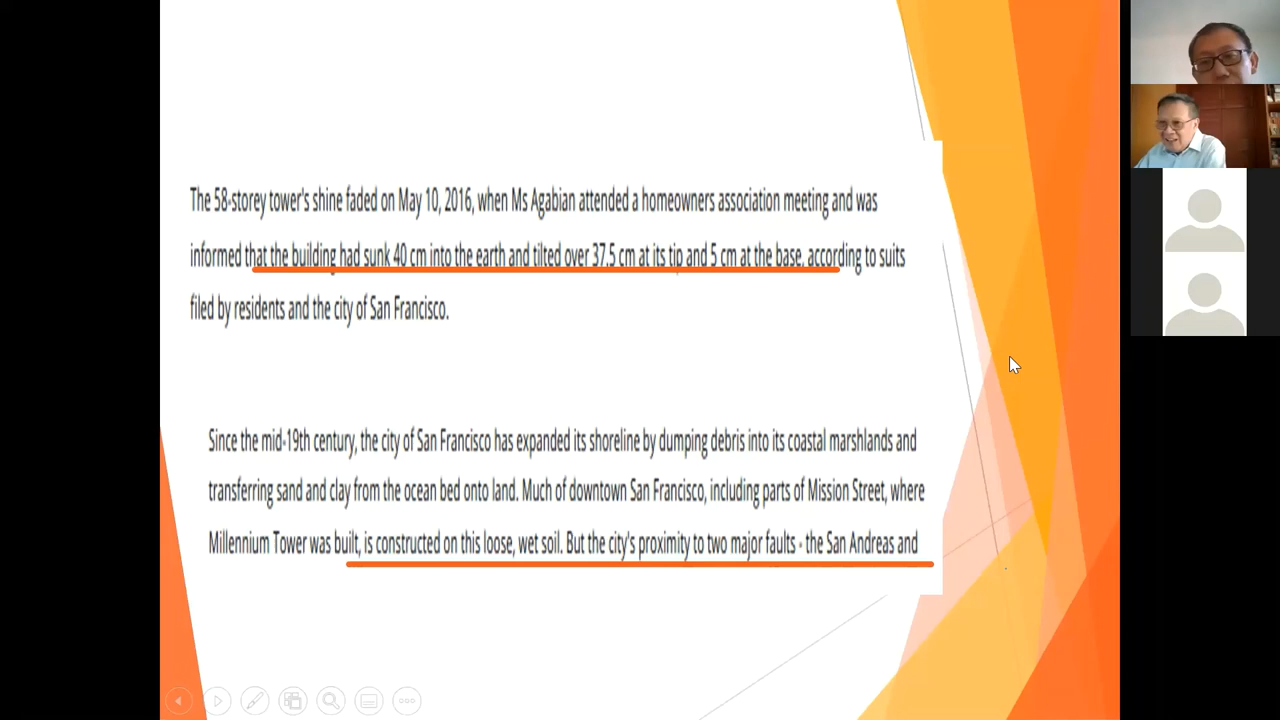 The 58-storey tower's shine faded on May 10, 2016, when Ms Agabian attended a homeowners association meeting and was
informed that the building had sunk 40 cm into the earth and tilted over 37.5 cm at its tip and 5 cm at the base, according to suits
filed by residents and the city of San Francisco.
Since the mid-19th century, the city of San Francisco has expanded its shoreline by dumping debris into its coastal marshlands and
transferring sand and clay from the ocean bed onto land. Much of downtown San Francisco, including parts of Mission Street, where
Millennium Tower was built, is constructed on this loose, wet soil. But the city's proximity to two major faults - the San Andreas and